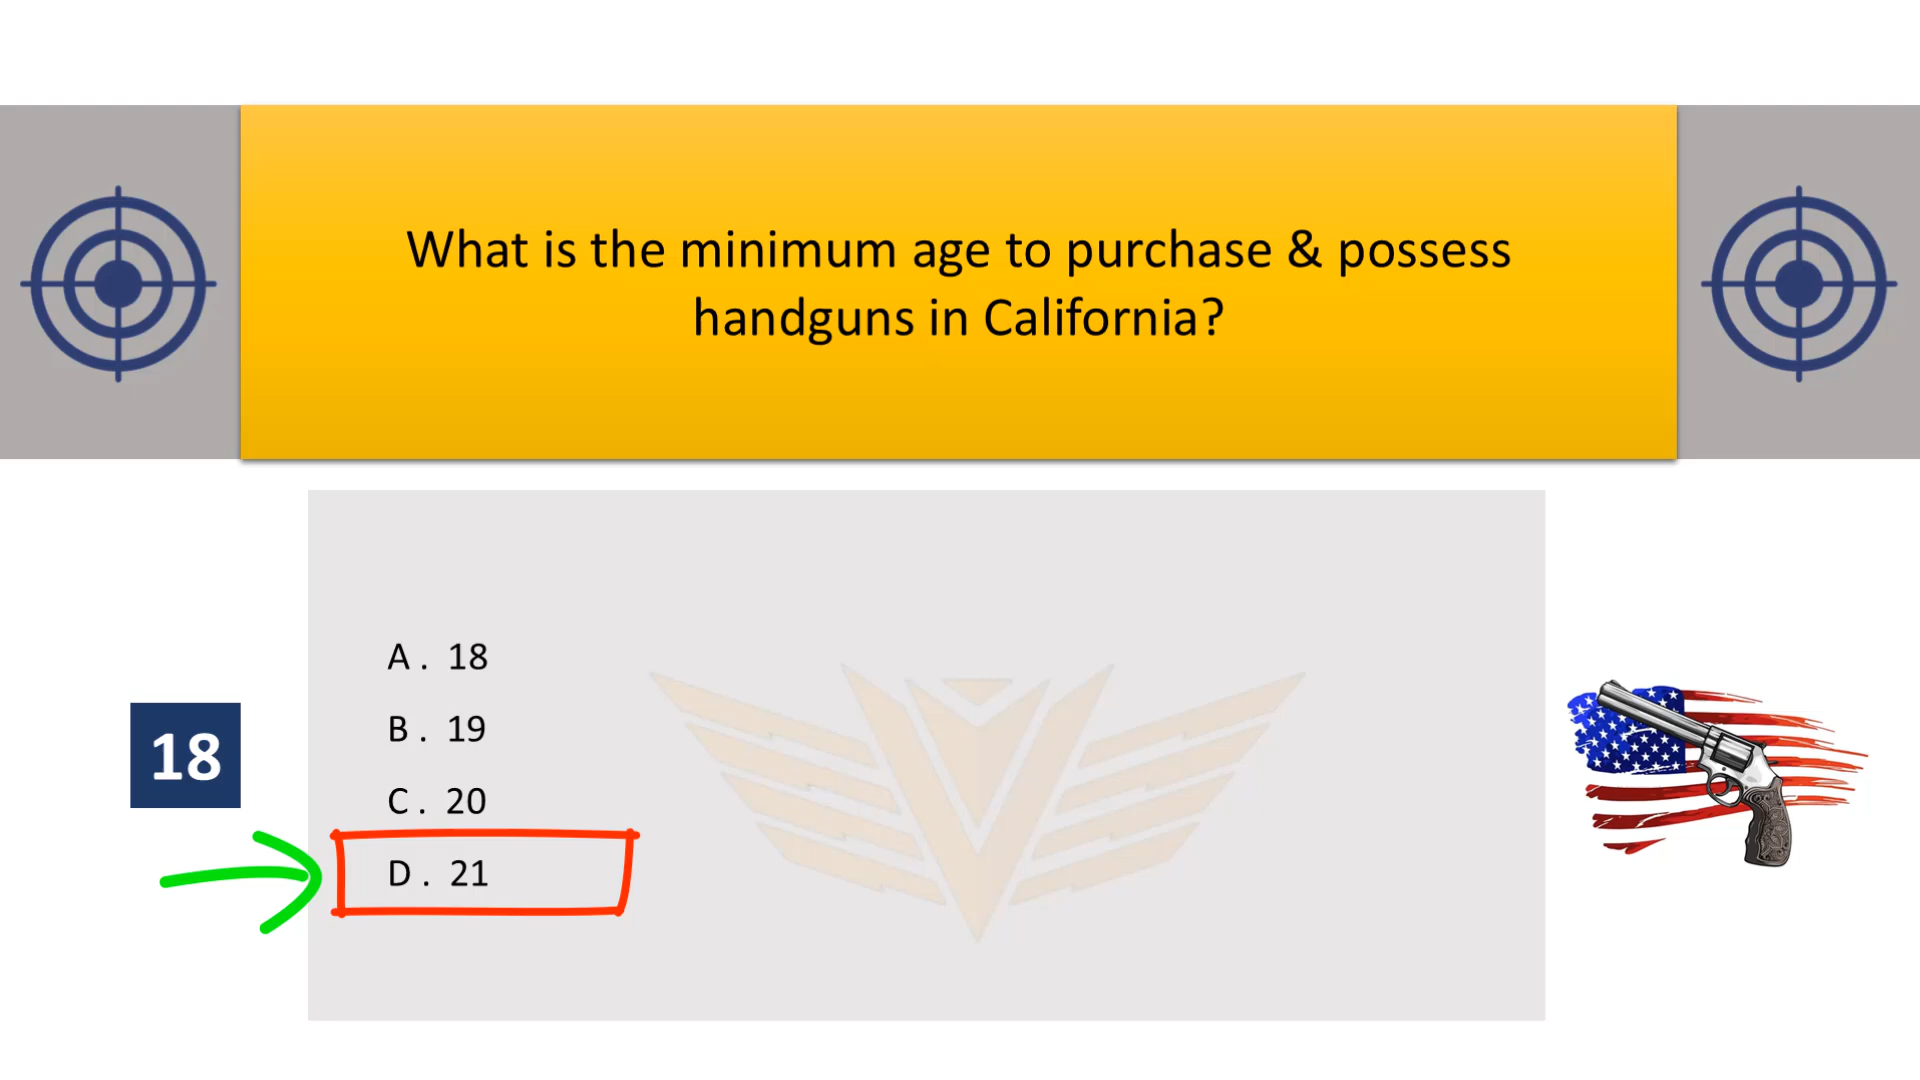 What is the minimum age to purchase & possess
handguns in California?
18
A . 18
B . 19
C . 20
D . 21